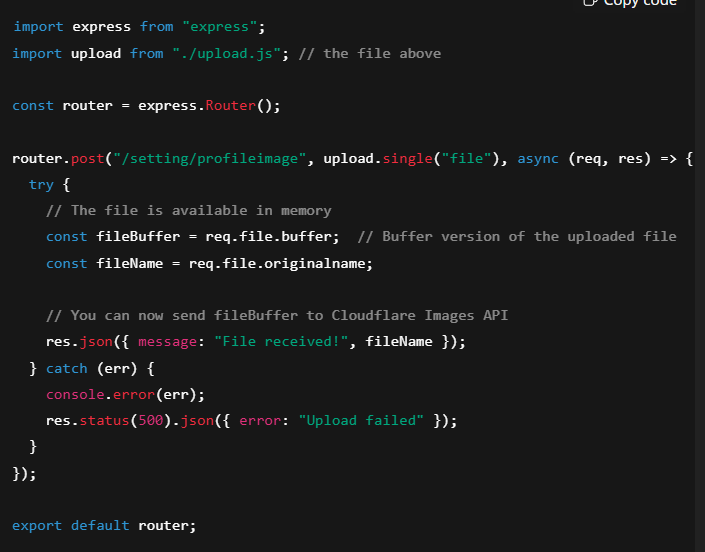 Copy code
import express from "express";
import upload from "./upload.js"; // the file above
const router = express.Router();
router.post("/setting/profileimage", upload.single("file"), async (req, res) => {
  try {
    // The file is available in memory
    const fileBuffer = req.file.buffer;  // Buffer version of the uploaded file
    const fileName = req.file.originalname;
    // You can now send fileBuffer to Cloudflare Images API
    res.json({ message: "File received!", fileName });
  } catch (err) {
    console.error(err);
    res.status(500).json({ error: "Upload failed" });
  }
});
export default router;